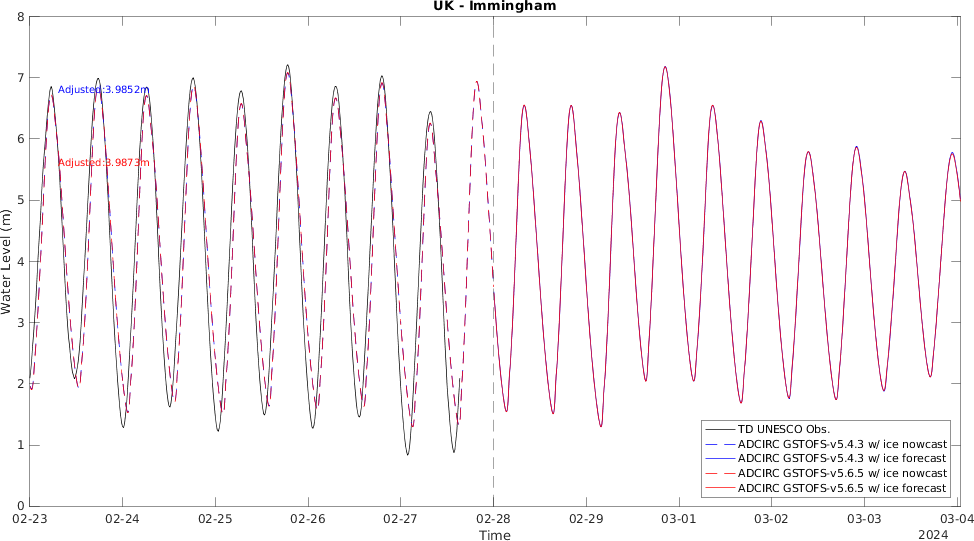 UK - Immingham
8
7
6
5
4
3
2
1
0
Water Level (m)
Adjusted:3.9852m
Adjusted:3.9873m
TD UNESCO Obs.
ADCIRC GSTOFS-v5.4.3 w/ ice nowcast
ADCIRC GSTOFS-v5.4.3 w/ ice forecast
ADCIRC GSTOFS-v5.6.5 w/ ice nowcast
ADCIRC GSTOFS-v5.6.5 w/ ice forecast
02-23 02-24 02-25 02-26 02-27 02-28 02-29 03-01 03-02 03-03 03-04
Time
2024